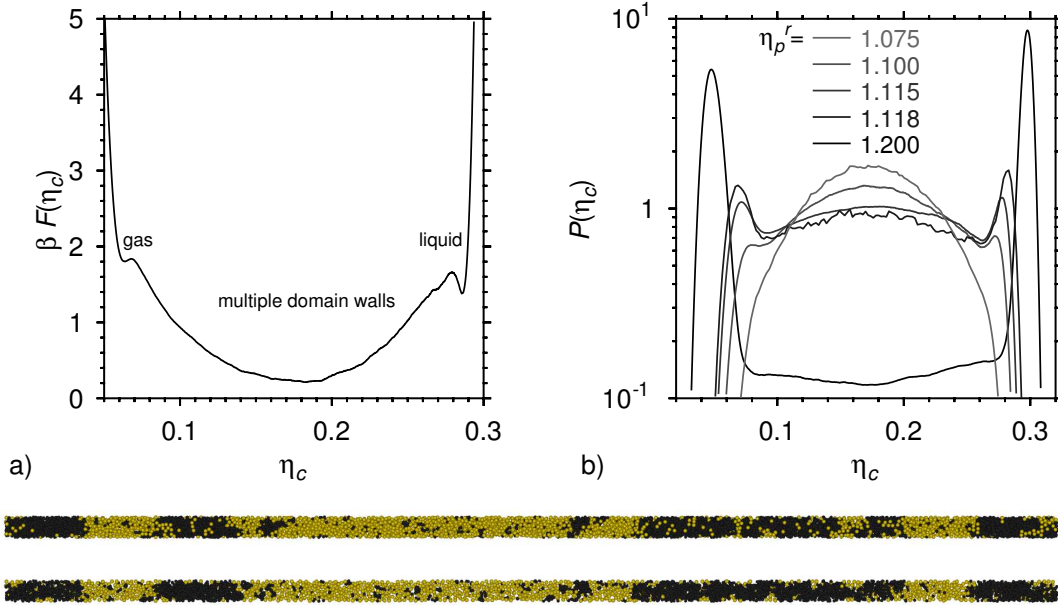 5
4
3
2
1
0
β F(ηc)
gas
liquid
multiple domain walls
0.1
0.2
0.3
a)
ηc
10^1
1
10^-1
P(ηc)
ηp^r=
1.075
1.100
1.115
1.118
1.200
0.1
0.2
0.3
b)
ηc